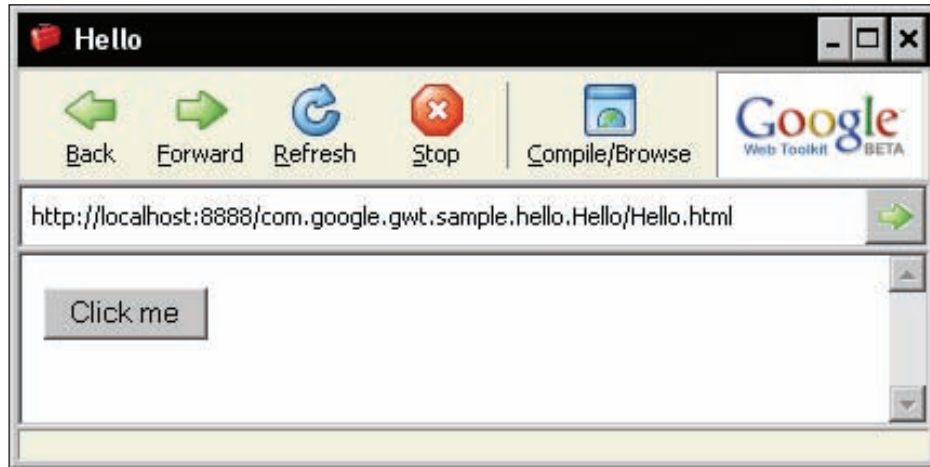 Hello
Back Forward Refresh Stop Compile/Browse
Google
Web Toolkit BETA
http://localhost:8888/com.google.gwt.sample.hello.Hello/Hello.html
Click me